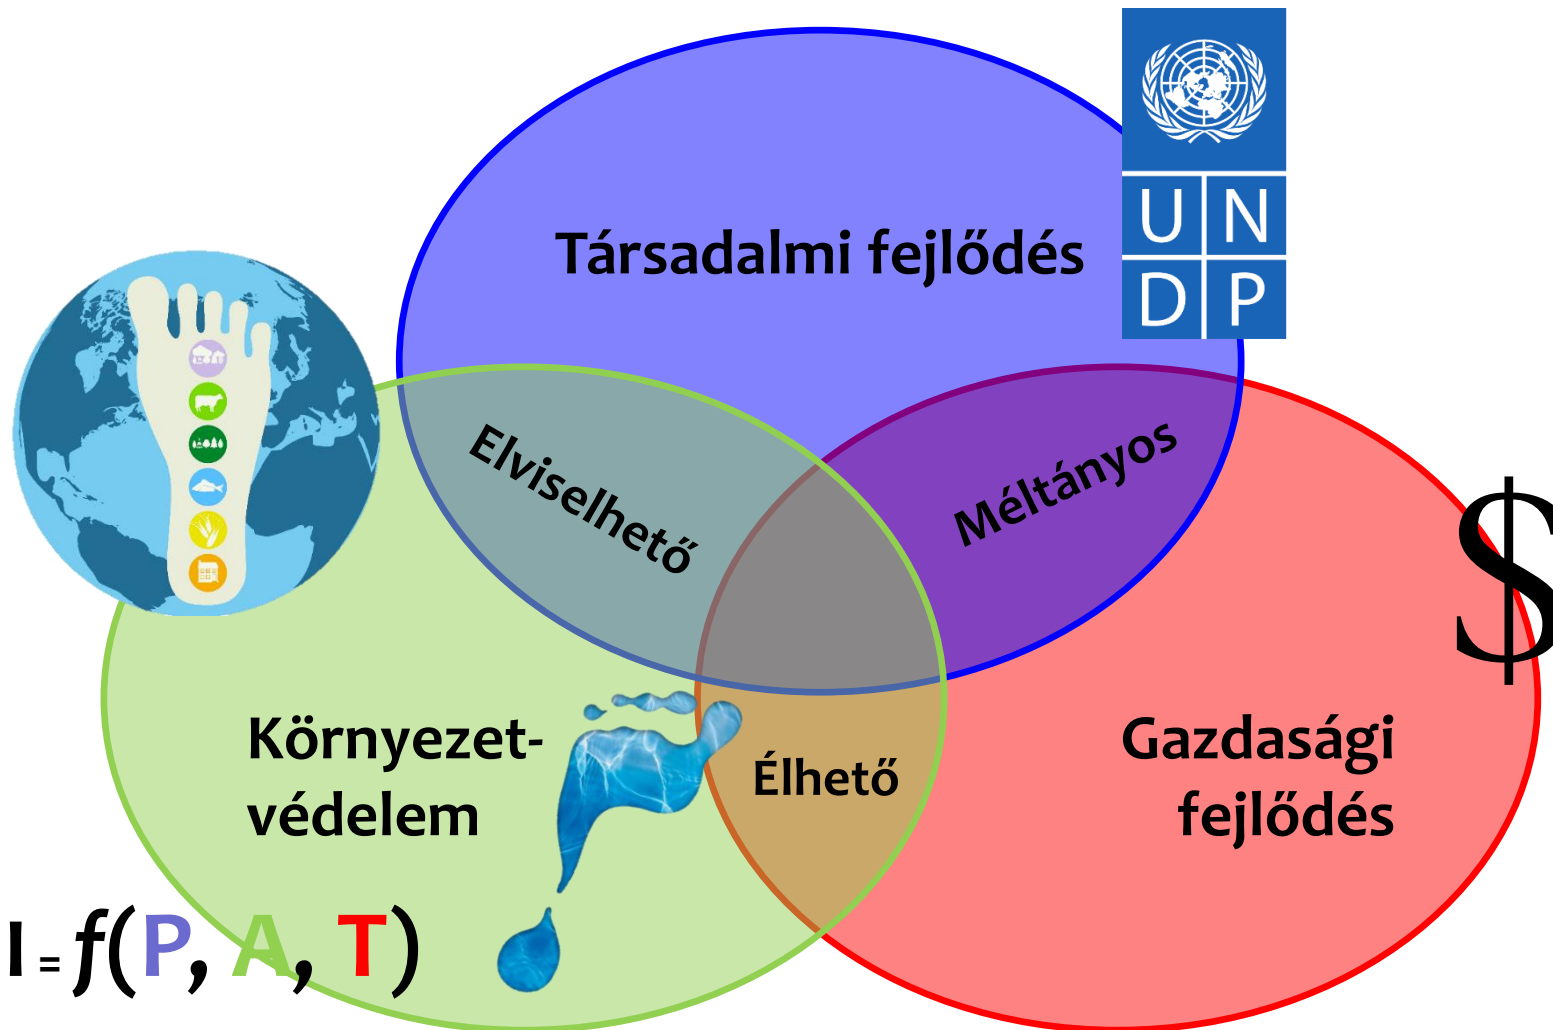 U N
D P
Társadalmi fejlődés
Elviselhető
Méltányos
$
Környezet-
védelem
Élhető
Gazdasági
fejlődés
I = f(P, A, T)